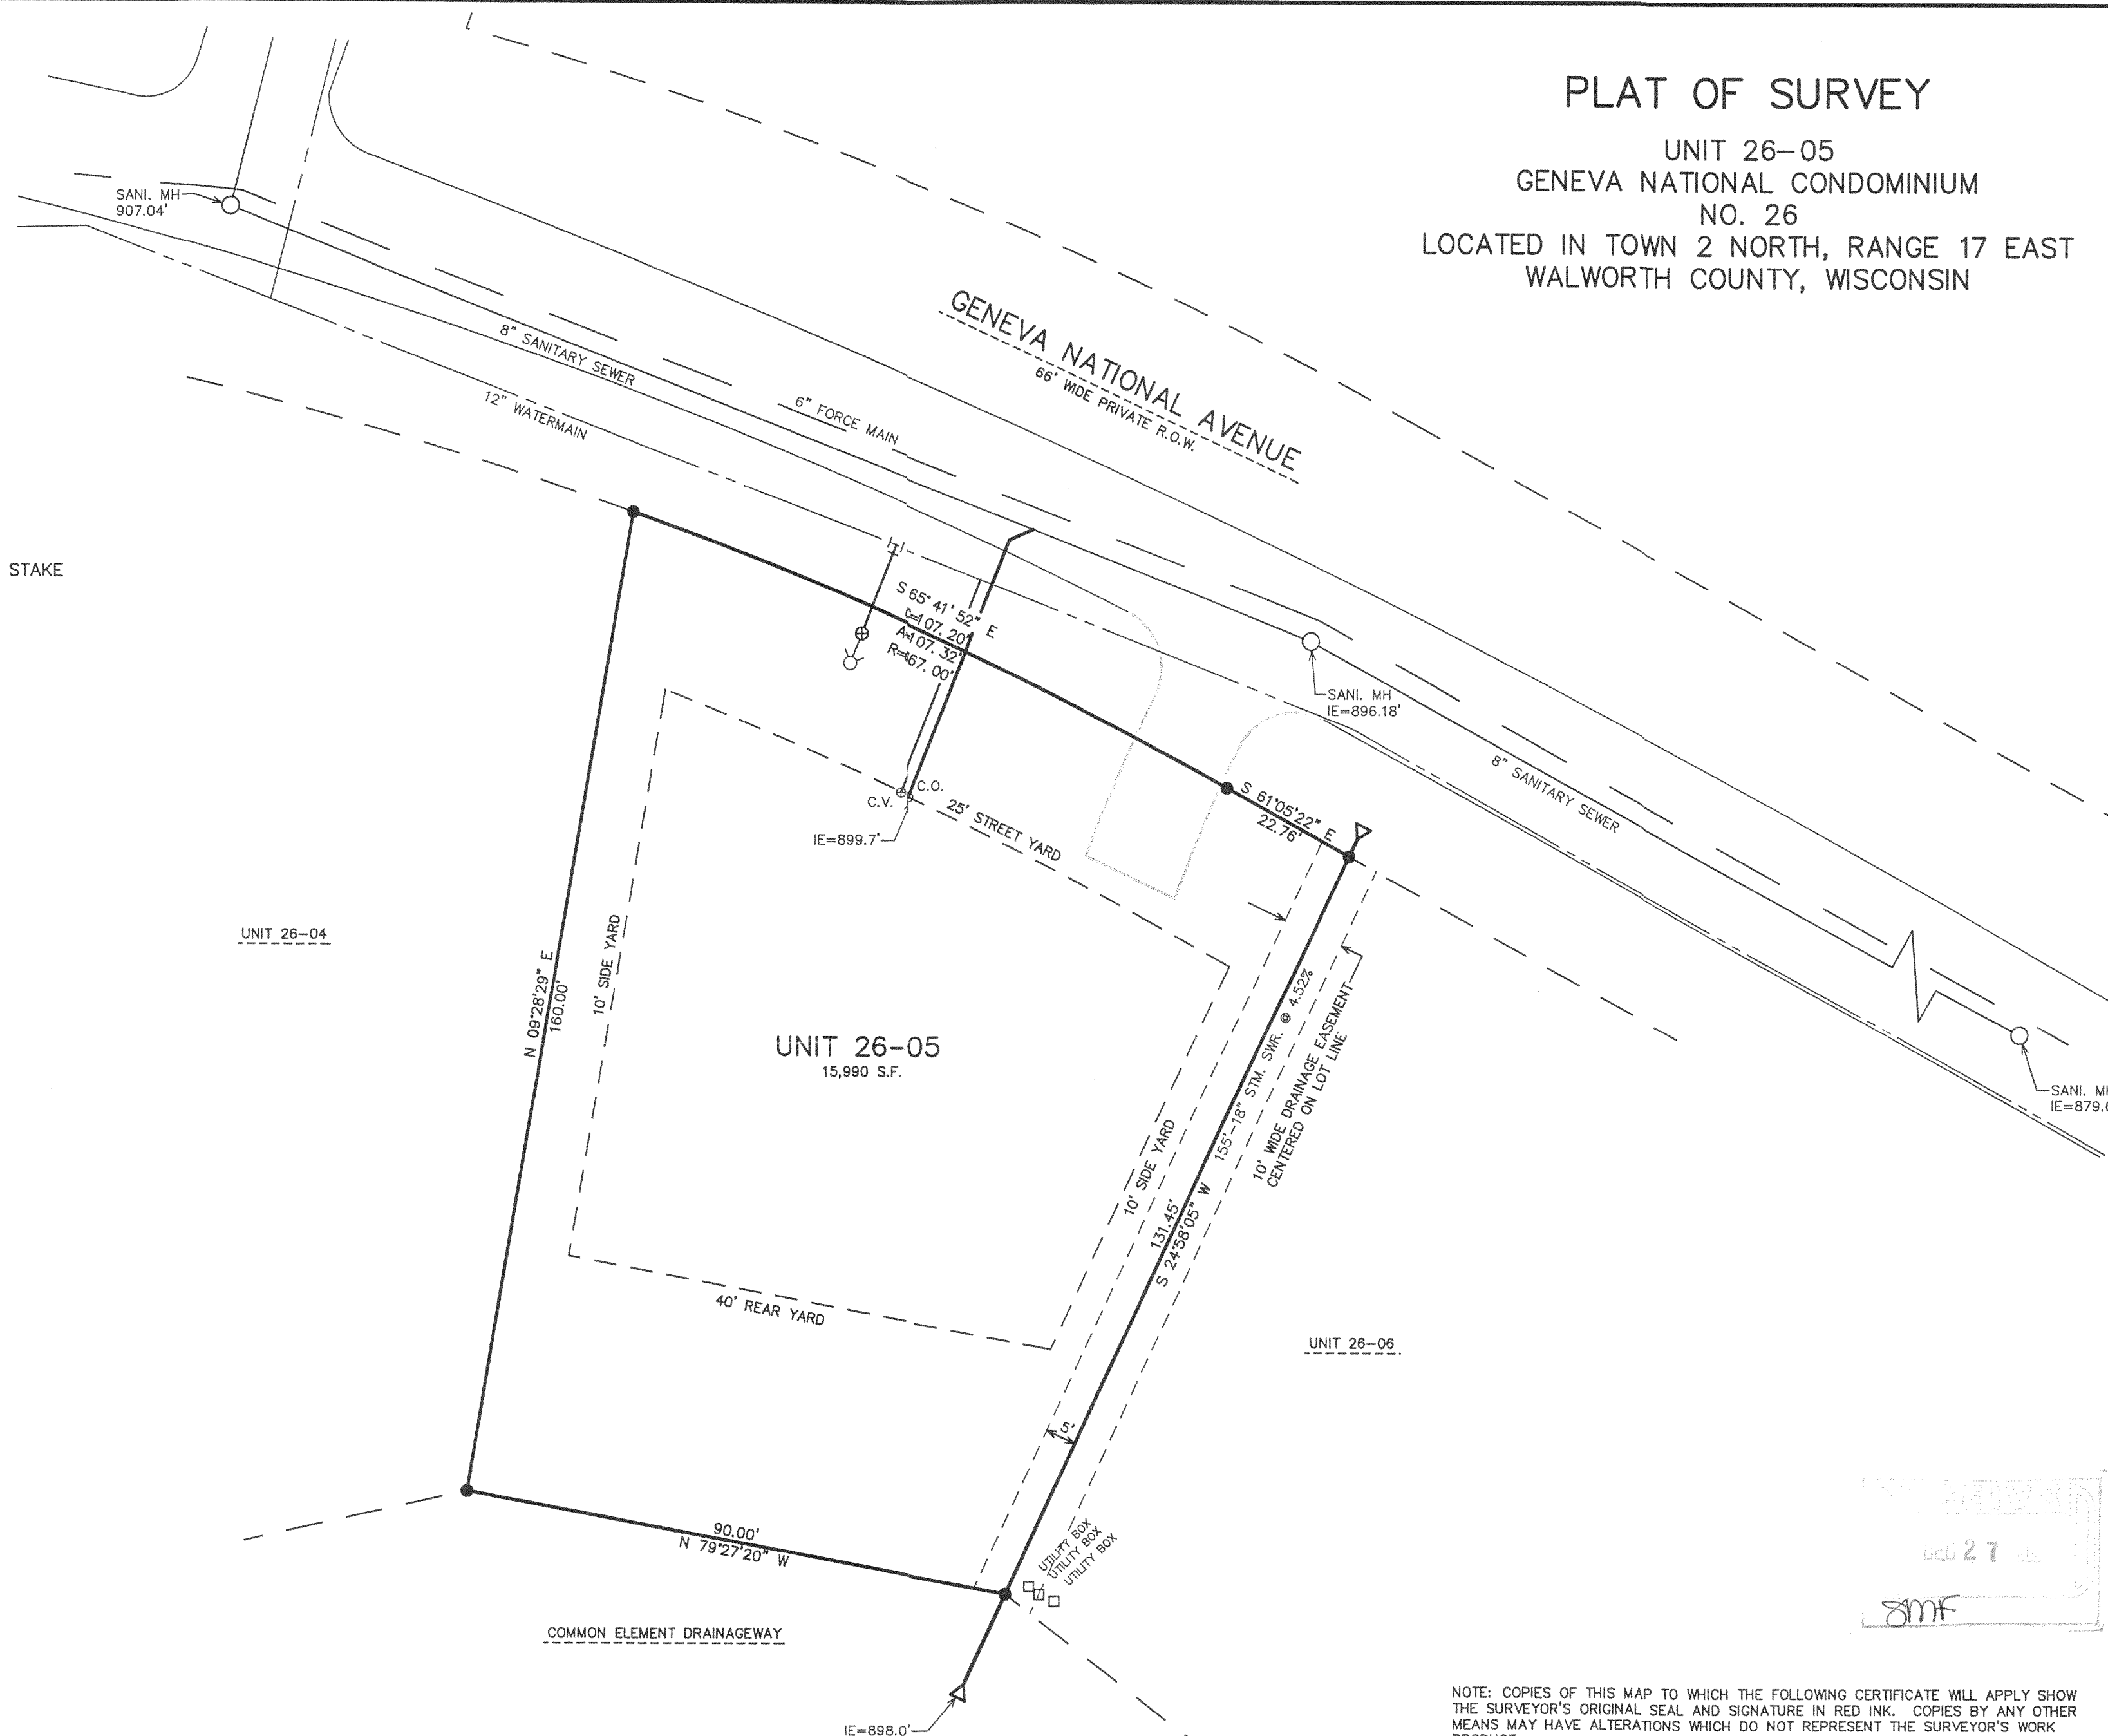 PLAT OF SURVEY
UNIT 26-05
GENEVA NATIONAL CONDOMINIUM
NO. 26
LOCATED IN TOWN 2 NORTH, RANGE 17 EAST
WALWORTH COUNTY, WISCONSIN
SANI. MH
907.04'
8" SANITARY SEWER
12" WATERMAIN
6" FORCE MAIN
GENEVA NATIONAL AVENUE
66' WIDE PRIVATE R.O.W.
STAKE
S 65°41'52" E
C=107.20'
A=107.32'
67.00'
SANI. MH
IE=896.18'
8" SANITARY SEWER
S 61°05'22" E
22.76'
C.O.
C.V.
IE=899.7'
25' STREET YARD
UNIT 26-04
N 09°28'29" E
160.00'
10' SIDE YARD
UNIT 26-05
15,990 S.F.
155'-18" STM. SWR. @ 4.52%
10' WIDE DRAINAGE EASEMENT
CENTERED ON LOT LINE
SANI. M
IE=879.6
10' SIDE YARD
131.45'
S 24°58'05" W
40' REAR YARD
UNIT 26-06
5'
90.00'
N 79°27'20" W
UTILITY BOX
UTILITY BOX
UTILITY BOX
COMMON ELEMENT DRAINAGEWAY
IE=898.0'
27
SMF
NOTE: COPIES OF THIS MAP TO WHICH THE FOLLOWING CERTIFICATE WILL APPLY SHOW
THE SURVEYOR'S ORIGINAL SEAL AND SIGNATURE IN RED INK. COPIES BY ANY OTHER
MEANS MAY HAVE ALTERATIONS WHICH DO NOT REPRESENT THE SURVEYOR'S WORK